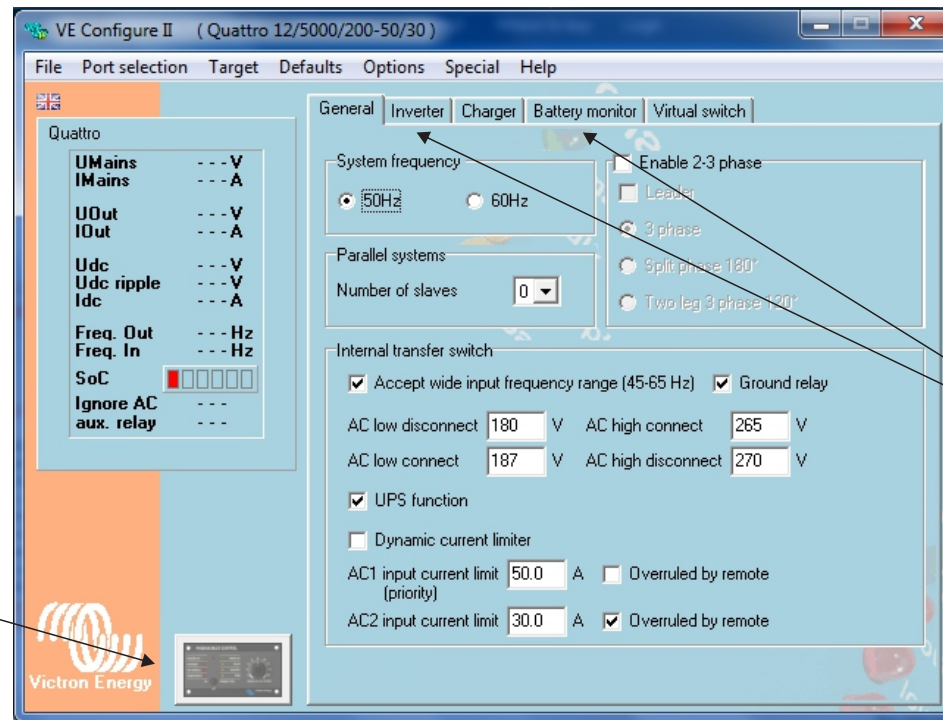 VE Configure II ( Quattro 12/5000/200-50/30 )
File Port selection Target Defaults Options Special Help
General Inverter Charger Battery monitor Virtual switch
Quattro
UMains - - - V
IMains - - - A
UOut - - - V
IOut - - - A
Udc - - - V
Udc ripple - - - V
Idc - - - A
Freq. Out - - - Hz
Freq. In - - - Hz
SoC
Ignore AC - - -
aux. relay - - -
Victron Energy
System frequency
50Hz 60Hz
Parallel systems
Number of slaves 0
Enable 2-3 phase
Leader
3 phase
Split phase 180°
Two leg 3 phase 120°
Internal transfer switch
Accept wide input frequency range (45-65 Hz) Ground relay
AC low disconnect 180 V AC high connect 265 V
AC low connect 187 V AC high disconnect 270 V
UPS function
Dynamic current limiter
AC1 input current limit 50.0 A Overruled by remote
(priority)
AC2 input current limit 30.0 A Overruled by remote